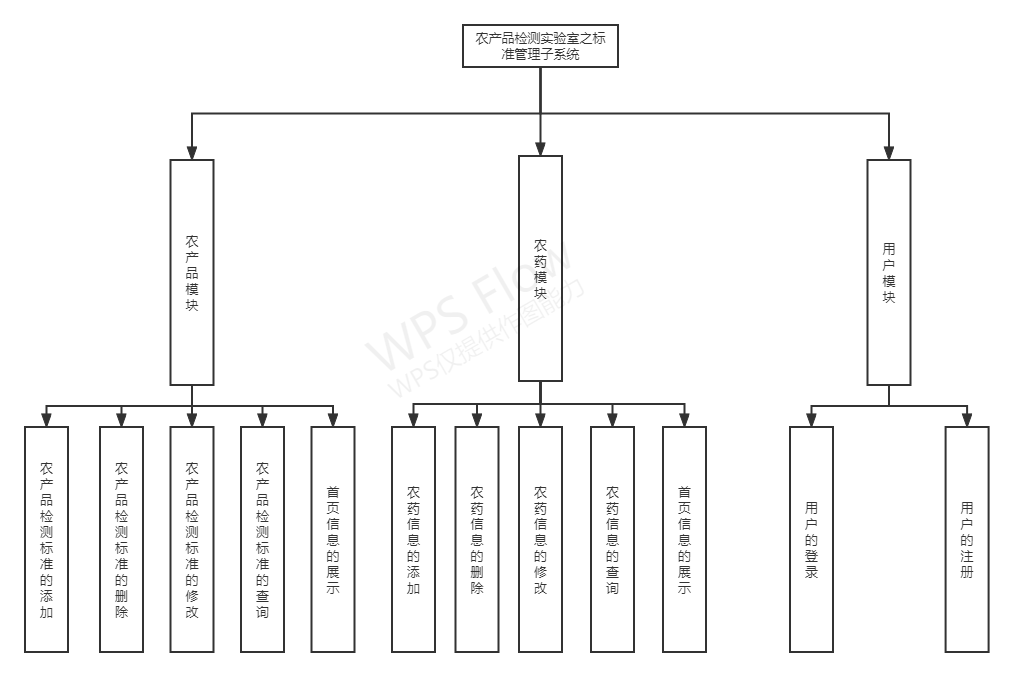 农产品检测实验室之标
准管理子系统
农产品模块
农药模块
用户模块
WPS Flow
WPS仅提供作图能力
农产品检测标准的添加
农产品检测标准的删除
农产品检测标准的修改
农产品检测标准的查询
首页信息的展示
农药信息的添加
农药信息的删除
农药信息的修改
农药信息的查询
首页信息的展示
用户的登录
用户的注册